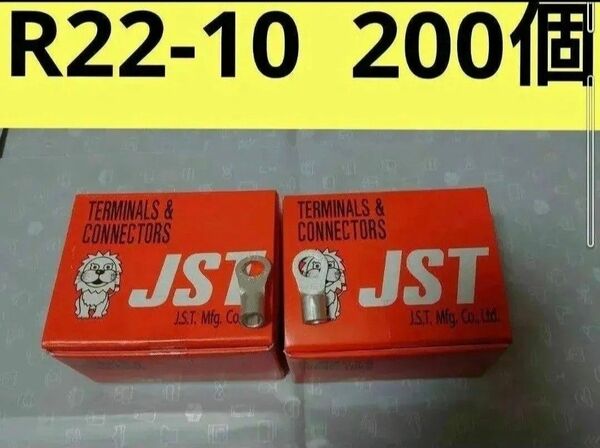 R22-10 200個
TERMINALS &
CONNECTORS
JST
J.S.T. Mfg. Co.
TERMINALS &
CONNECTORS
JST
J.S.T. Mfg. Co., Ltd.